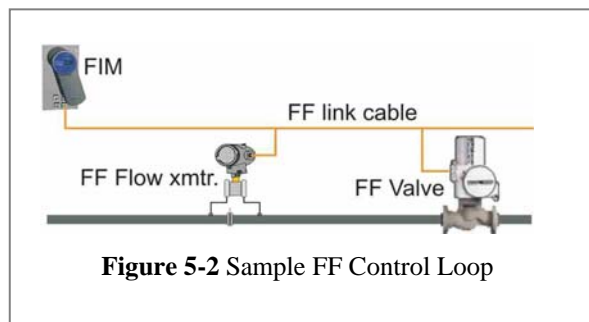 FIM
FF link cable
FF Flow xmtr.
FF Valve
Figure 5-2 Sample FF Control Loop